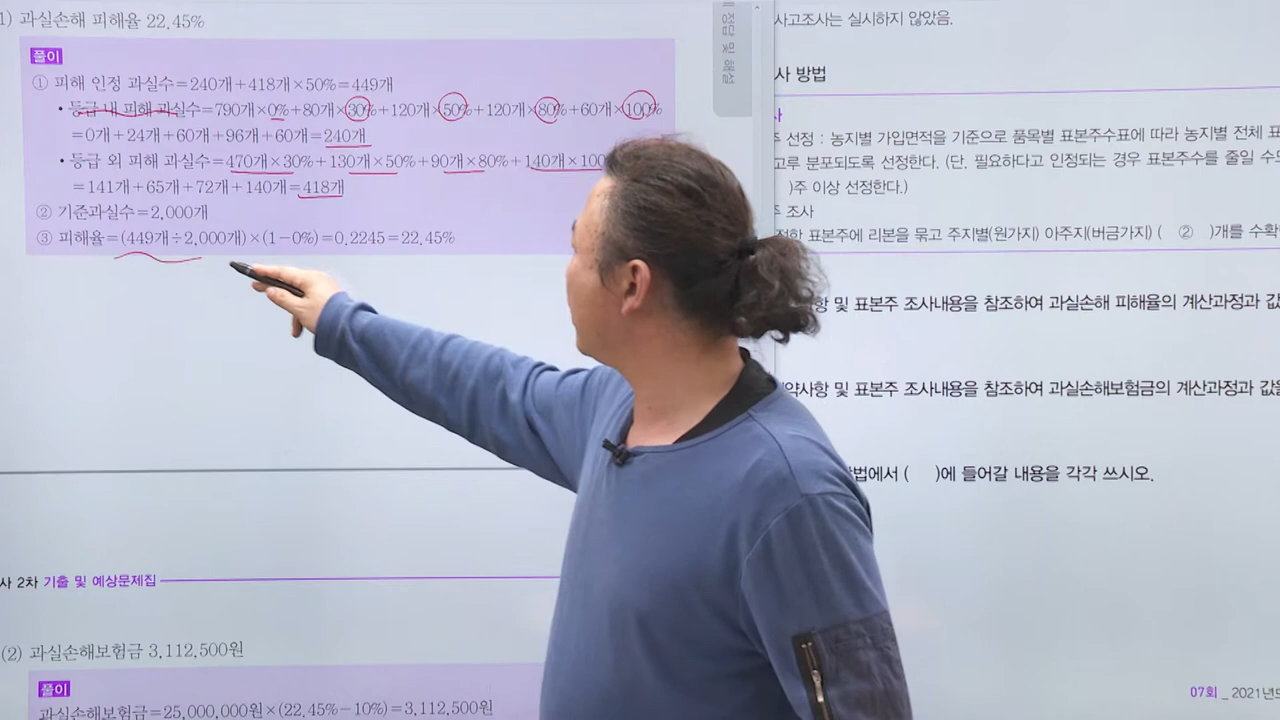 1) 과실손해 피해율 22.45%
풀이
① 피해 인정 과실수=240개+418개×50%=449개
• 등급 내 피해 과실수=790개×0%+80개×30%+120개×50%+120개×80%+60개×100%
=0개+24개+60개+96개+60개=240개
• 등급 외 피해 과실수=470개×30%+130개×50%+90개×80%+140개×100
=141개+65개+72개+140개=418개
② 기준과실수=2,000개
③ 피해율=(449개÷2,000개)×(1-0%)=0.2245=22.45%
사 2차 기출 및 예상문제집
(2) 과실손해보험금 3,112,500원
풀이
과실손해보험금=25,000,000원×(22.45%-10%)=3,112,500원
정답 및 해설
사고조사는 실시하지 않았음.
사 방법
사
주 선정 : 농지별 가입면적을 기준으로 품목별 표본주수표에 따라 농지별 전체 표
고루 분포되도록 선정한다. (단, 필요하다고 인정되는 경우 표본주수를 줄일 수도
)주 이상 선정한다.)
주 조사
정한 표본주에 리본을 묶고 주지별(원가지) 아주지(버금가지) ( ② )개를 수확
항 및 표본주 조사내용을 참조하여 과실손해 피해율의 계산과정과 값
약사항 및 표본주 조사내용을 참조하여 과실손해보험금의 계산과정과 값을
방법에서 ( )에 들어갈 내용을 각각 쓰시오.
07회 _ 2021년도